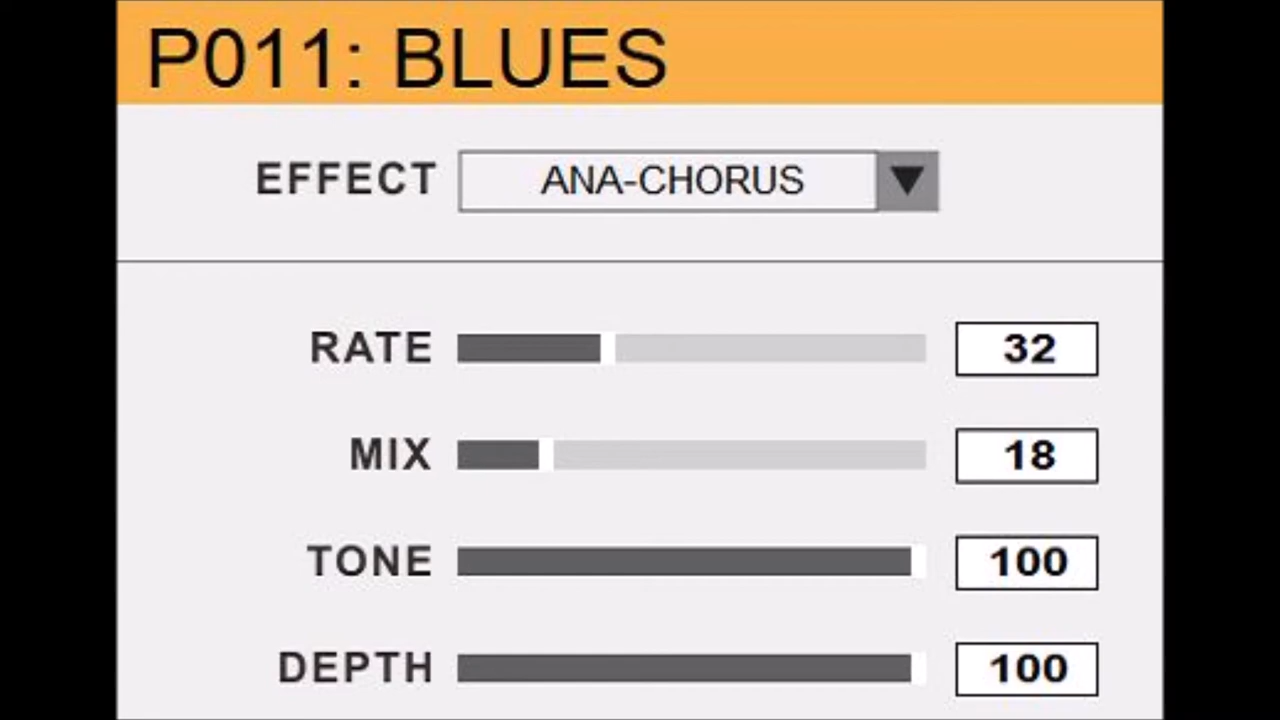 P011: BLUES
EFFECT ANA-CHORUS
RATE 32
MIX 18
TONE 100
DEPTH 100